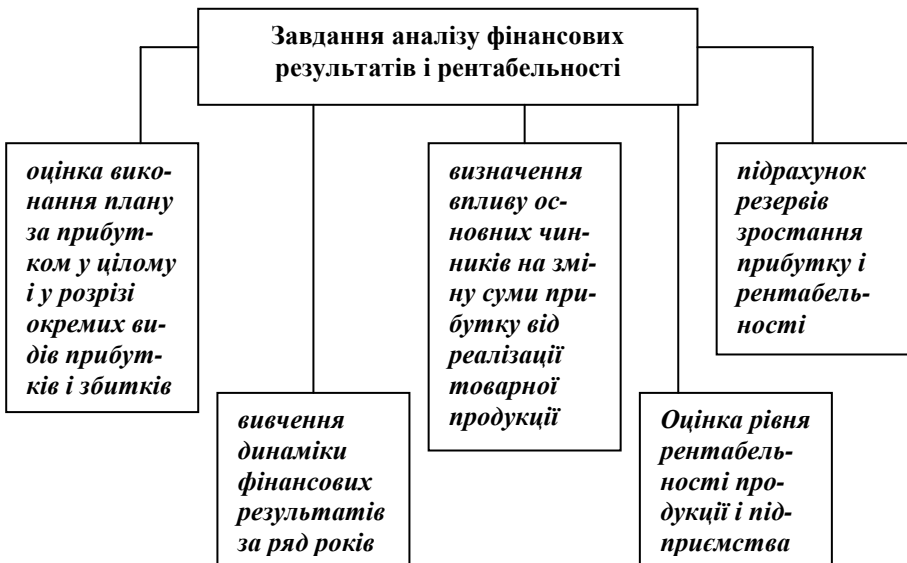 Завдання аналізу фінансових
результатів і рентабельності
оцінка вико-
нання плану
за прибут-
ком у цілому
і у розрізі
окремих ви-
дів прибут-
ків і збитків
вивчення
динаміки
фінансових
результатів
за ряд років
визначення
впливу ос-
новних чин-
ників на змі-
ну суми при-
бутку від
реалізації
товарної
продукції
Оцінка рівня
рентабель-
ності про-
дукції і під-
приємства
підрахунок
резервів
зростання
прибутку і
рентабель-
ності